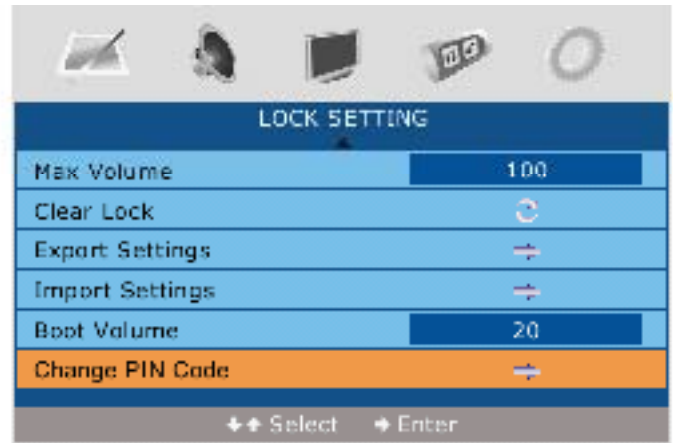 LOCK SETTING
Max Volume 100
Clear Lock
Export Settings
Import Settings
Boot Volume 20
Change PIN Code
Select Enter